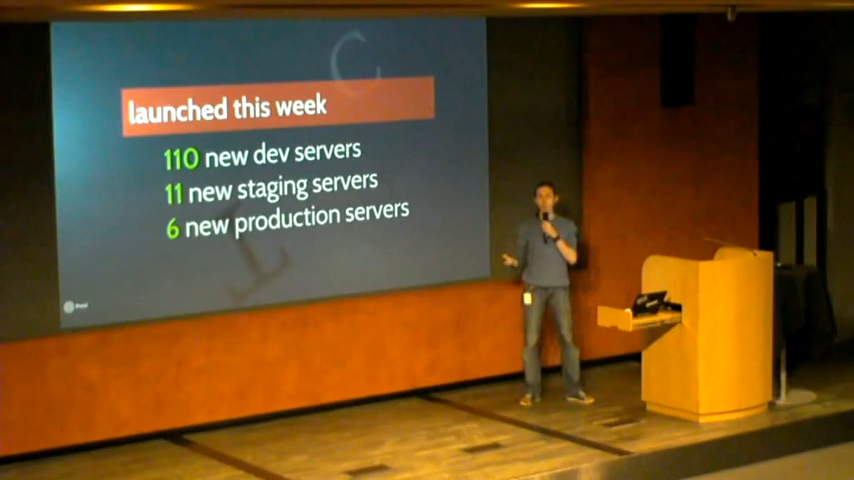 C
launched this week
110 new dev servers
11 new staging servers
6 new production servers
T